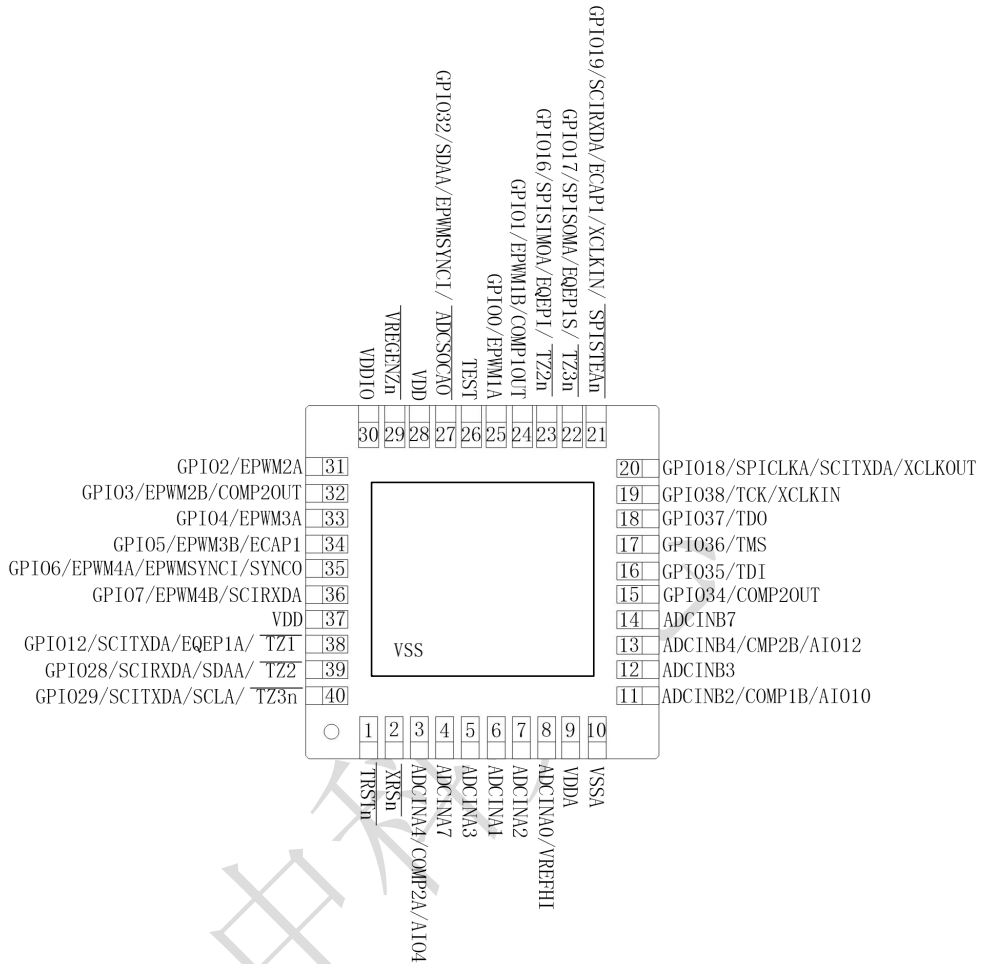 GPIO19/SCIRXDA/ECAP1/XCLKIN/ SPISTEAn
GPIO17/SPISOMA/EQEP1S/ TZ3n
GPIO16/SPISIMOA/EQEPI/ TZ2n
GPIO1/EPWM1B/COMP1OUT
GPIO0/EPWM1A
TEST
GPIO32/SDAA/EPWMSYNCI/ ADCSOCAO
VDD
VREGENZn
VDDIO
30 29 28 27 26 25 24 23 22 21
GPIO2/EPWM2A 31
GPIO3/EPWM2B/COMP2OUT 32
GPIO4/EPWM3A 33
GPIO5/EPWM3B/ECAP1 34
GPIO6/EPWM4A/EPWMSYNCI/SYNCO 35
GPIO7/EPWM4B/SCIRXDA 36
VDD 37
GPIO12/SCITXDA/EQEP1A/ TZ1 38
GPIO28/SCIRXDA/SDAA/ TZ2 39
GPIO29/SCITXDA/SCLA/ TZ3n 40
VSS
20 GPIO18/SPICLKA/SCITXDA/XCLKOUT
19 GPIO38/TCK/XCLKIN
18 GPIO37/TDO
17 GPIO36/TMS
16 GPIO35/TDI
15 GPIO34/COMP2OUT
14 ADCINB7
13 ADCINB4/CMP2B/AIO12
12 ADCINB3
11 ADCINB2/COMP1B/AIO10
1 2 3 4 5 6 7 8 9 10
TRSTn
XRSn
ADCINA4/COMP2A/AIO4
ADCINA7
ADCINA3
ADCINA1
ADCINA2
ADCINA0/VREFHI
VDDA
VSSA
中科